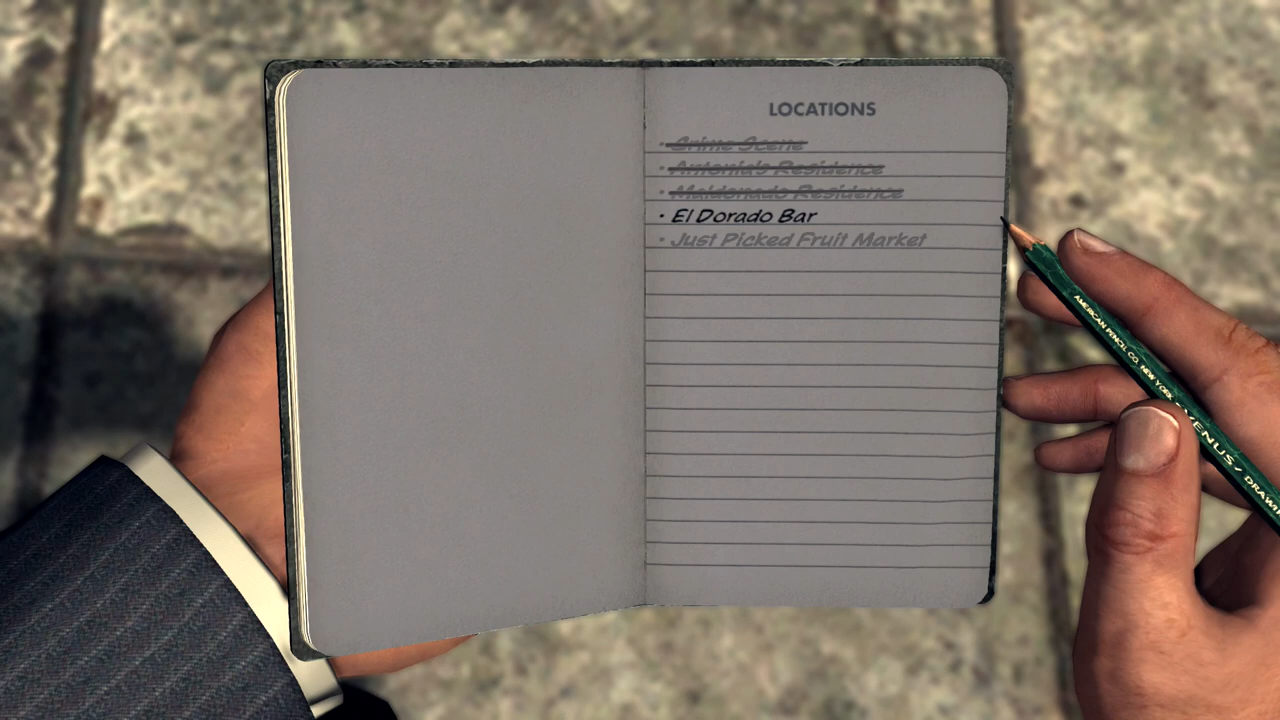 LOCATIONS
· Crime Scene
· Antonia's Residence
· Maldonado Residence
· El Dorado Bar
· Just Picked Fruit Market
AMERICAN PENCIL CO. NEW YORK VENUS